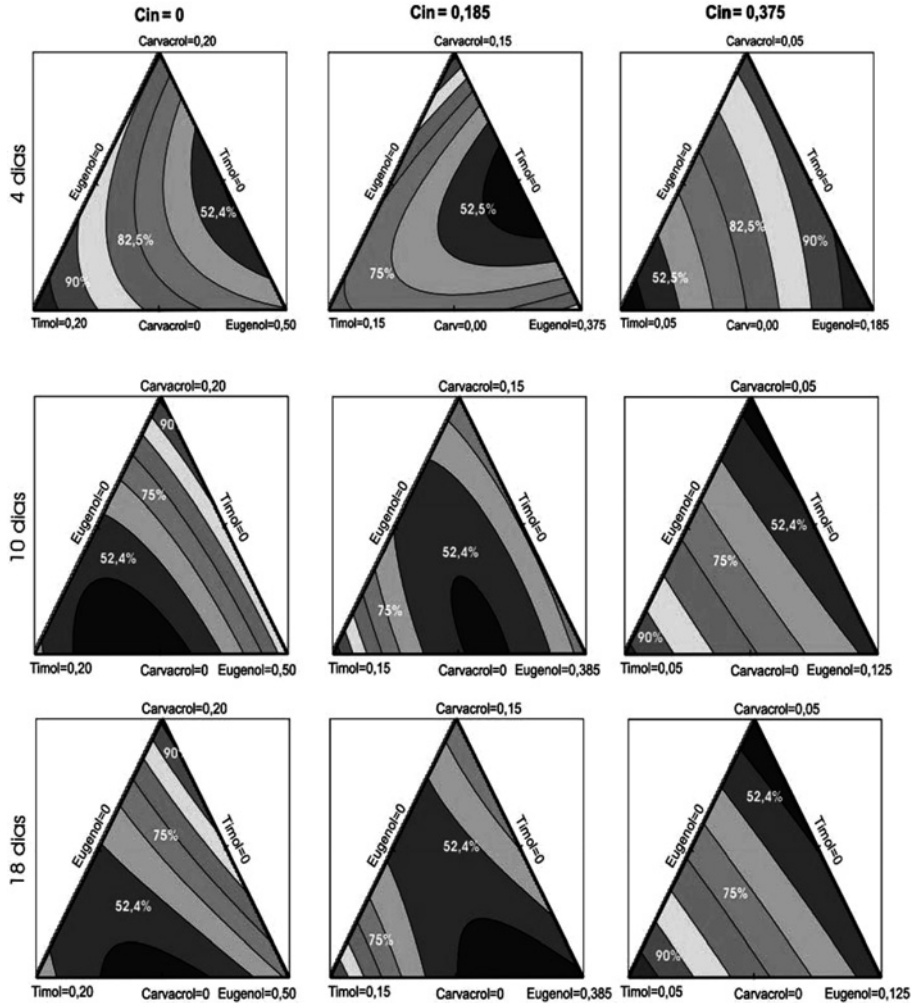 Cin = 0
Cin = 0,185
Cin = 0,375
4 dias
Carvacrol=0,20
Eugenol=0
Timol=0
52,4%
82,5%
90%
Timol=0,20
Carvacrol=0
Eugenol=0,50
Carvacrol=0,15
Eugenol=0
Timol=0
52,5%
75%
Timol=0,15
Carv=0,00
Eugenol=0,375
Carvacrol=0,05
Eugenol=0
Timol=0
82,5%
90%
52,5%
Timol=0,05
Carv=0,00
Eugenol=0,185
10 dias
Carvacrol=0,20
90
Eugenol=0
75%
Timol=0
52,4%
Timol=0,20
Carvacrol=0
Eugenol=0,50
Carvacrol=0,15
Eugenol=0
Timol=0
52,4%
75%
Timol=0,15
Carvacrol=0
Eugenol=0,385
Carvacrol=0,05
Eugenol=0
Timol=0
52,4%
75%
90%
Timol=0,05
Carvacrol=0
Eugenol=0,125
18 dias
Carvacrol=0,20
90
Eugenol=0
75%
Timol=0
52,4%
Timol=0,20
Carvacrol=0
Eugenol=0,50
Carvacrol=0,15
Eugenol=0
52,4%
Timol=0
75%
Timol=0,15
Carvacrol=0
Eugenol=0,385
Carvacrol=0,05
52,4%
Eugenol=0
Timol=0
75%
90%
Timol=0,05
Carvacrol=0
Eugenol=0,125